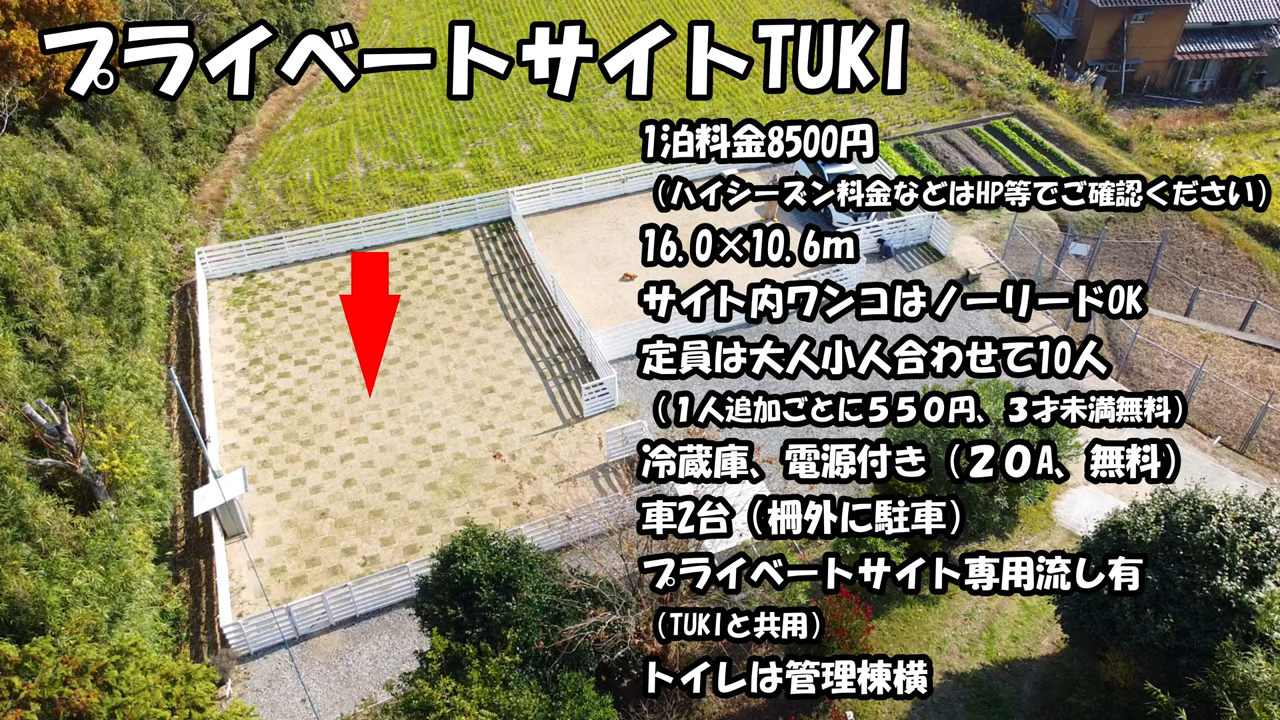 プライベートサイトTUKI
1泊料金8500円
（ハイシーズン料金などはHP等でご確認ください）
16.0×10.6m
サイト内ワンコはノーリードOK
定員は大人小人合わせて10人
（１人追加ごとに５５０円、３才未満無料）
冷蔵庫、電源付き（２０A、無料）
車2台（柵外に駐車）
プライベートサイト専用流し有
（TUKIと共用）
トイレは管理棟横